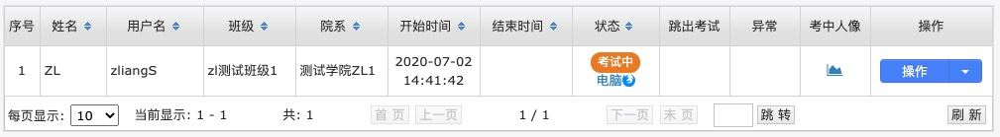 序号 姓名 用户名 班级 院系 开始时间 结束时间 状态 跳出考试 异常 考中人像 操作
1 ZL zliangS zl测试班级1 测试学院ZL1 2020-07-02 14:41:42 考试中 电脑 操作
每页显示: 10 当前显示: 1 - 1 共: 1 首 页 上一页 1 / 1 下一页 末 页 跳 转 刷 新